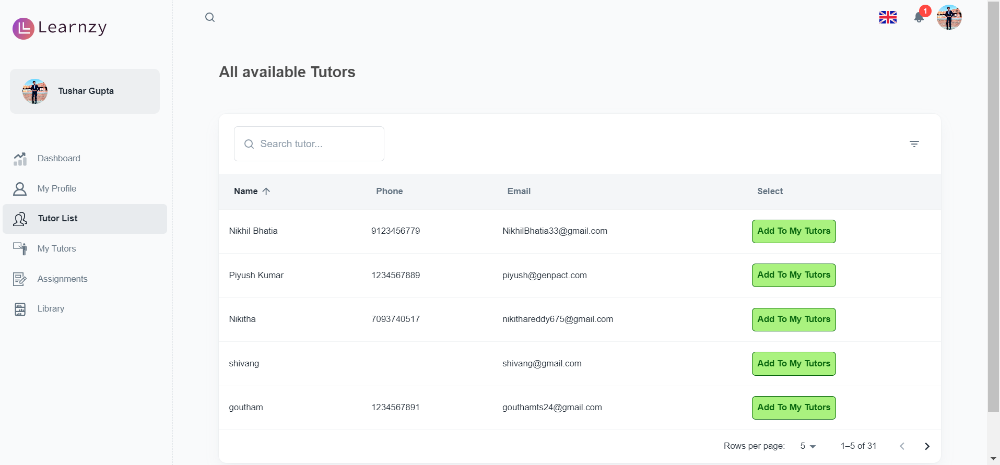 Learnzy
1
Tushar Gupta
Dashboard
My Profile
Tutor List
My Tutors
Assignments
Library
All available Tutors
Search tutor...
Name Phone Email Select
Nikhil Bhatia 9123456779 NikhilBhatia33@gmail.com Add To My Tutors
Piyush Kumar 1234567889 piyush@genpact.com Add To My Tutors
Nikitha 7093740517 nikithareddy675@gmail.com Add To My Tutors
shivang shivang@gmail.com Add To My Tutors
goutham 1234567891 gouthamts24@gmail.com Add To My Tutors
Rows per page: 5 1–5 of 31